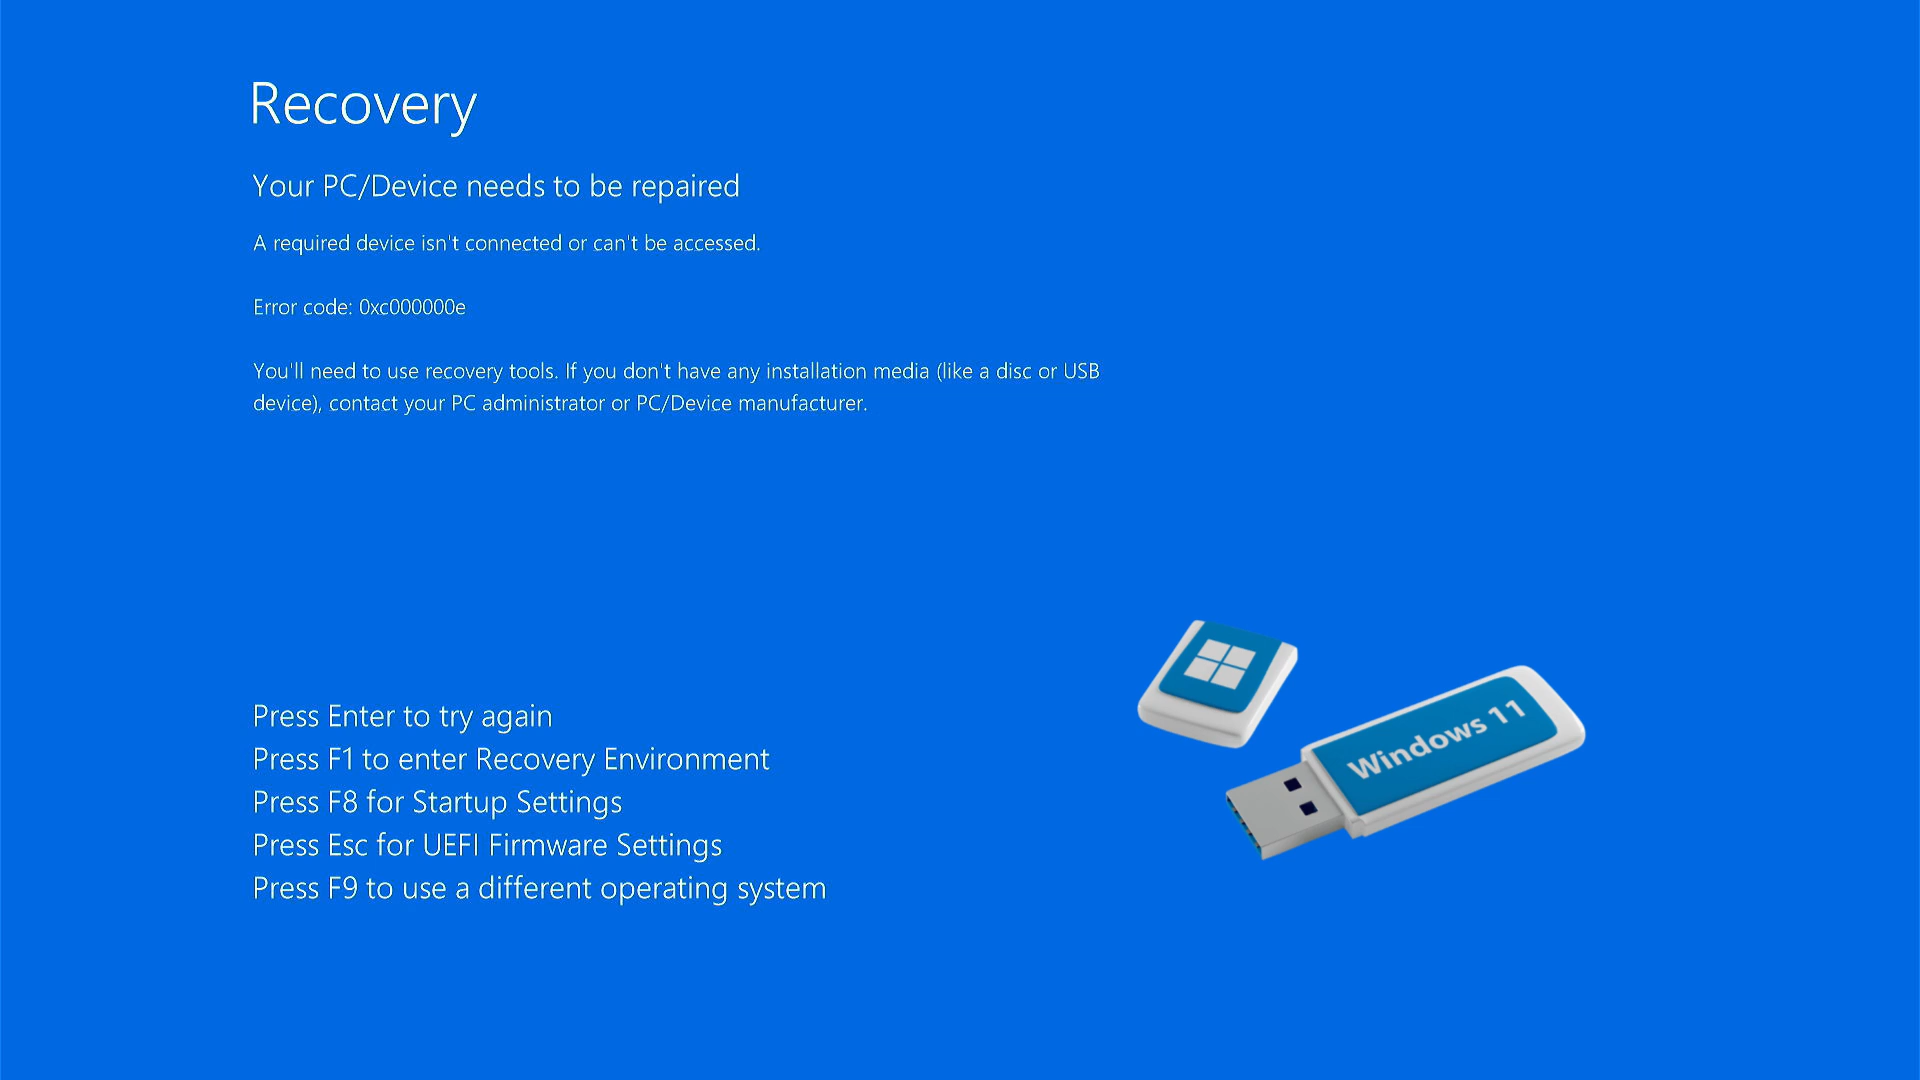 Recovery
Your PC/Device needs to be repaired
A required device isn't connected or can't be accessed.
Error code: 0xc000000e
You'll need to use recovery tools. If you don't have any installation media (like a disc or USB
device), contact your PC administrator or PC/Device manufacturer.
Windows 11
Press Enter to try again
Press F1 to enter Recovery Environment
Press F8 for Startup Settings
Press Esc for UEFI Firmware Settings
Press F9 to use a different operating system